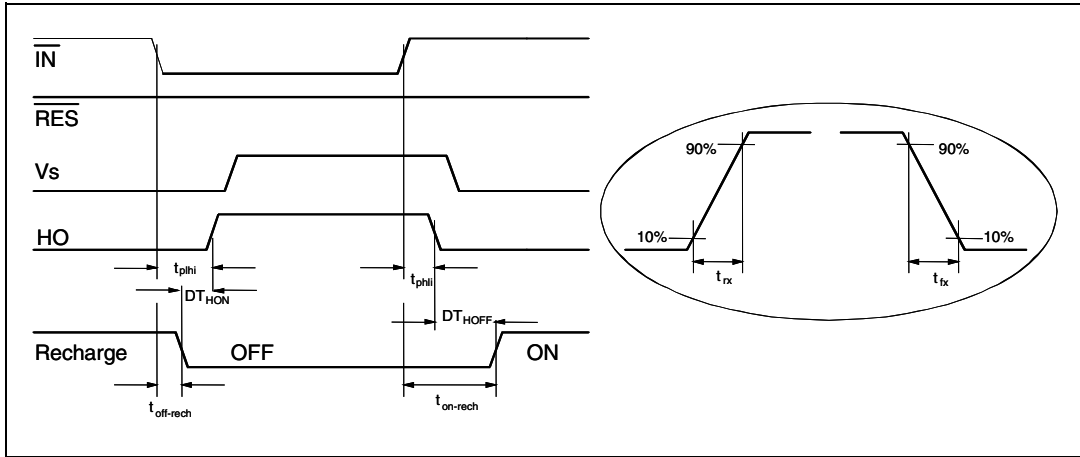 IN
RES
Vs
HO
tplhi
tphli
DTHON
DTHOFF
Recharge
OFF
ON
toff-rech
ton-rech
90%
90%
10%
10%
trx
tfx